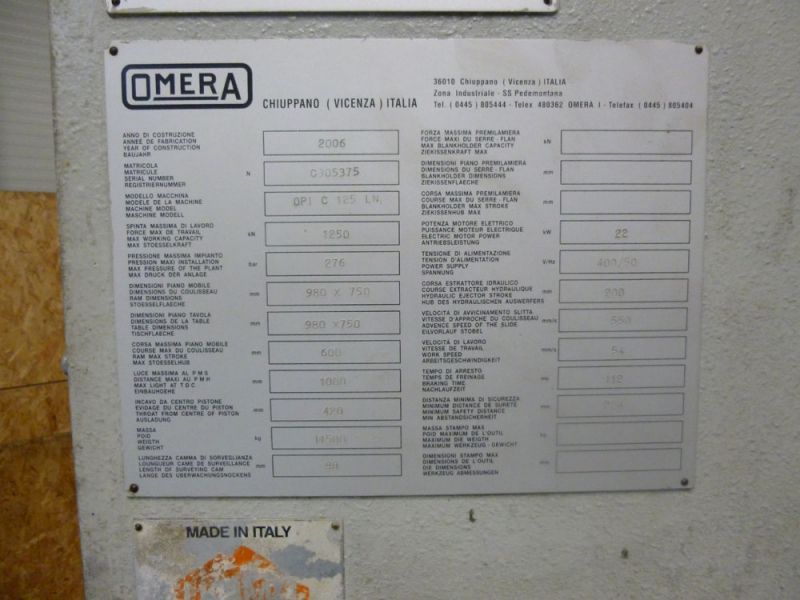 OMERA
CHIUPPANO ( VICENZA ) ITALIA
36010 Chiuppano ( Vicenza ) ITALIA
Zona Industriale - SS Pedemontana
Tel. ( 0445 ) 805444 - Telex 480362 OMERA I - Telefax ( 0445 ) 805404
ANNO DI COSTRUZIONE
ANNÉE DE FABRICATION
YEAR OF CONSTRUCTION
BAUJAHR
2006
MATRICOLA
MATRICULE
SERIAL NUMBER
REGISTRIERNUMMER
N
MODELLO MACCHINA
MODELE DE LA MACHINE
MACHINE MODEL
MASCHINE MODELL
OPI C 125 LN.
SPINTA MASSIMA DI LAVORO
FORCE MAX DE TRAVAIL
MAX WORKING CAPACITY
MAX STOESSELKRAFT
kN
1250
PRESSIONE MASSIMA IMPIANTO
PRESSION MAXI INSTALLATION
MAX PRESSURE OF THE PLANT
MAX DRUCK DER ANLAGE
bar
276
DIMENSIONI PIANO MOBILE
DIMENSIONS DU COULISSEAU
RAM DIMENSIONS
STOESSELFLAECHE
mm
980 X 750
DIMENSIONI PIANO TAVOLA
DIMENSIONS DE LA TABLE
TABLE DIMENSIONS
TISCHFLAECHE
mm
980 X750
CORSA MASSIMA PIANO MOBILE
COURSE MAX DU COULISSEAU
RAM MAX STROKE
MAX STOESSELHUB
mm
600
LUCE MASSIMA AL P.M.S
DISTANCE MAXI AU P.M.H
MAX LIGHT AT T.D.C
EINBAUHOEHE
mm
1000
INCAVO DA CENTRO PISTONE
EVIDAGE DU CENTRE DU PISTON
THROAT FROM CENTRE OF PISTON
AUSLADUNG
mm
420
MASSA
POID
WEIGTH
GEWICHT
kg
14500
LUNGHEZZA CAMMA DI SORVEGLIANZA
LOUNGUEUR CAME DE SURVEILLANCE
LENGTH OF SURVEYING CAM
LANGE DES UBERWACHUNGSNOCKENS
mm
FORZA MASSIMA PREMILAMIERA
FORCE MAXI DU SERRE - FLAN
MAX BLANKHOLDER CAPACITY
ZIEKISSENKRAFT MAX
kN
DIMENSIONI PIANO PREMILAMIERA
DIMENSIONS DU SERRE - FLAN
BLANKHOLDER DIMENSIONS
ZIEKISSENFLAECHE
mm
CORSA MASSIMA PREMILAMIERA
COURSE MAX DU SERRE - FLAN
BLANKHOLDER MAX STROKE
ZIEKISSENHUB MAX
mm
POTENZA MOTORE ELETTRICO
PUISSANCE MOTEUR ELECTRIQUE
ELECTRIC MOTOR POWER
ANTRIEBSLEISTUNG
kW
22
TENSIONE DI ALIMENTAZIONE
TENSION D'ALIMENTATION
POWER SUPPLY
SPANNUNG
V/Hz
400/50
CORSA ESTRATTORE IDRAULICO
COURSE EXTRACTEUR HYDRAULIQUE
HYDRAULIC EJECTOR STROKE
HUB DES HYDRAULISCHEN AUSWERFERS
mm
200
VELOCITA DI AVVICINAMENTO SLITTA
VITESSE D'APPROCHE DU COULISSEAU
ADVENCE SPEED OF THE SLIDE
EILVORLAUF STOBEL
mm/s
VELOCITÀ DI LAVORO
VITESSE DE TRAVAIL
WORK SPEED
ARBEITSGESCHWINDIGKEIT
mm/s
TEMPO DI ARRESTO
TEMPS DE FREINAGE
BRAKING TIME
NACHLAUFZEIT
DISTANZA MINIMA DI SICUREZZA
MINIMUM DISTANCE DE SURETE
MINIMUM SAFETY DISTANCE
MIN ABSTANDSICHERHEIT
MASSA STAMPO MAX
POID MAXIMUM DE L'OUTIL
MAXIMUM DIE WEIGTH
MAXIMUM WERKZEUG - GEWICHT
kg
DIMENSIONI STAMPO MAX
DIMENSIONS DE L'OUTIL
DIE DIMENSIONS
WERKZEUG ABMESSUNGEN
mm
MADE IN ITALY